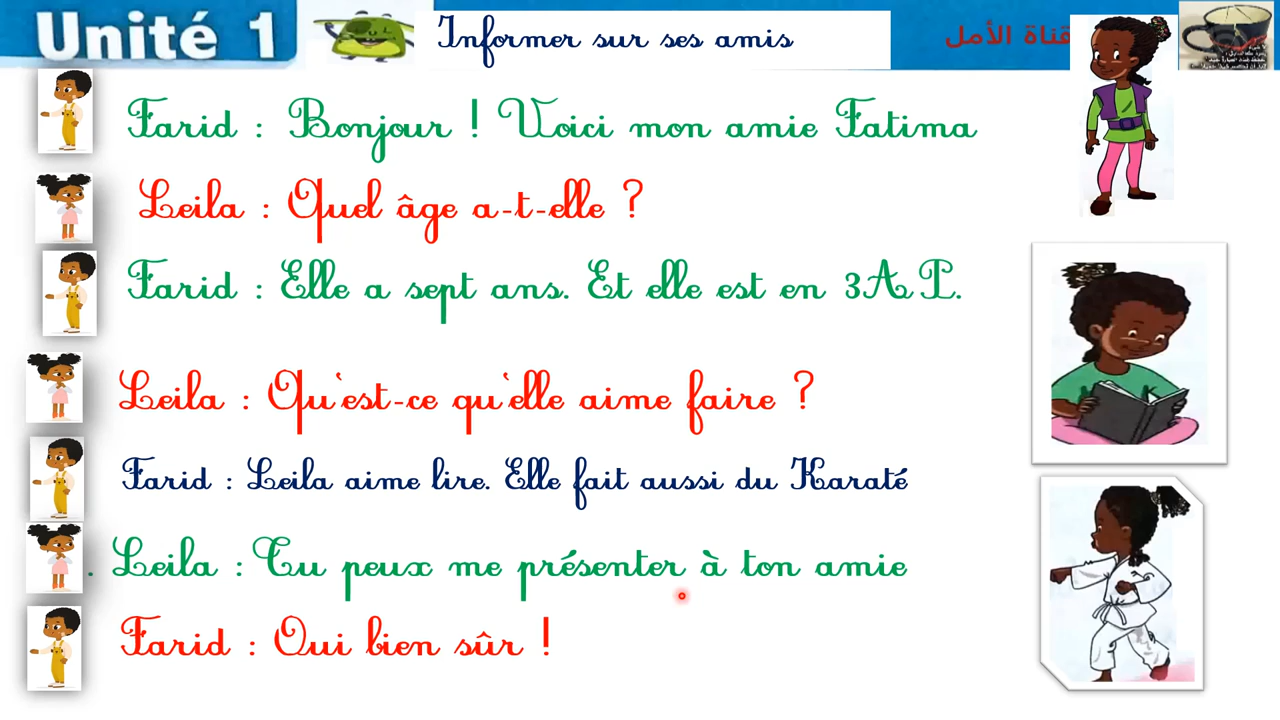 Unité 1
Informer sur ses amis
قناة الأمل
Farid : Bonjour ! Voici mon amie Fatima
Leila : Quel âge a-t-elle ?
Farid : Elle a sept ans. Et elle est en 3A P.
Leila : Qu'est-ce qu'elle aime faire ?
Farid : Leila aime lire. Elle fait aussi du Karaté
. Leila : Tu peux me présenter à ton amie
Farid : Oui bien sûr !